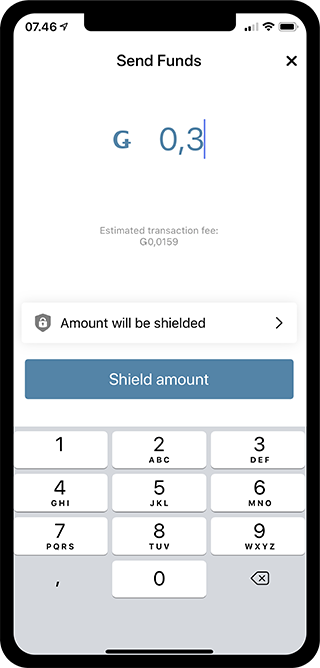 07.46
Send Funds
G 0,3
Estimated transaction fee:
G0,0159
Amount will be shielded
Shield amount
1 2 3
ABC DEF
4 5 6
GHI JKL MNO
7 8 9
PQRS TUV WXYZ
, 0